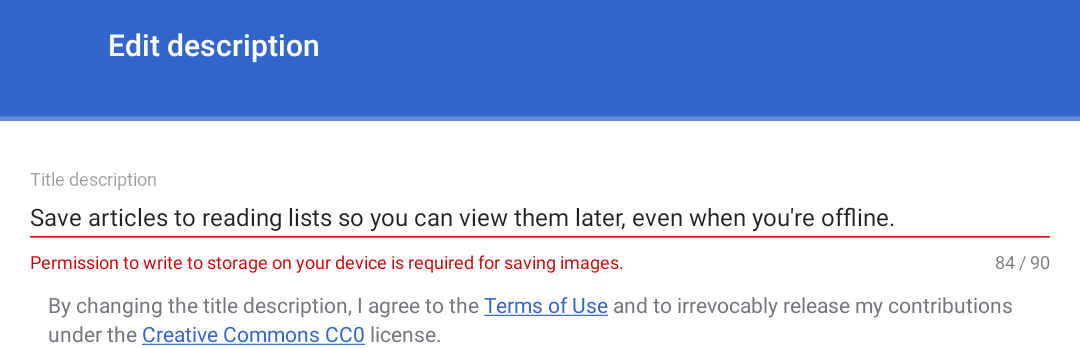 Edit description
Title description
Save articles to reading lists so you can view them later, even when you're offline.
Permission to write to storage on your device is required for saving images. 84 / 90
By changing the title description, I agree to the Terms of Use and to irrevocably release my contributions
under the Creative Commons CC0 license.